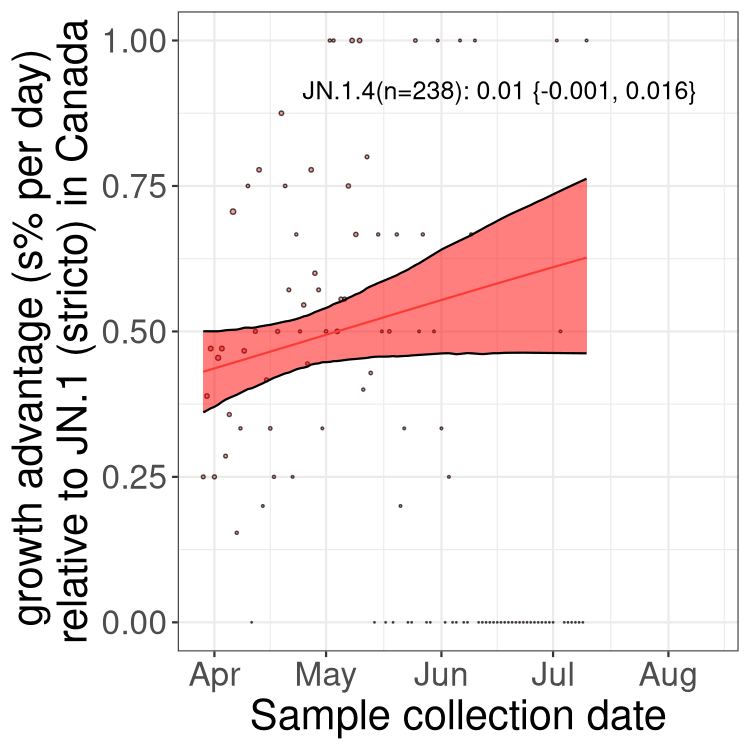 growth advantage (s% per day)
relative to JN.1 (stricto) in Canada
1.00
0.75
0.50
0.25
0.00
JN.1.4(n=238): 0.01 {-0.001, 0.016}
Apr May Jun Jul Aug
Sample collection date